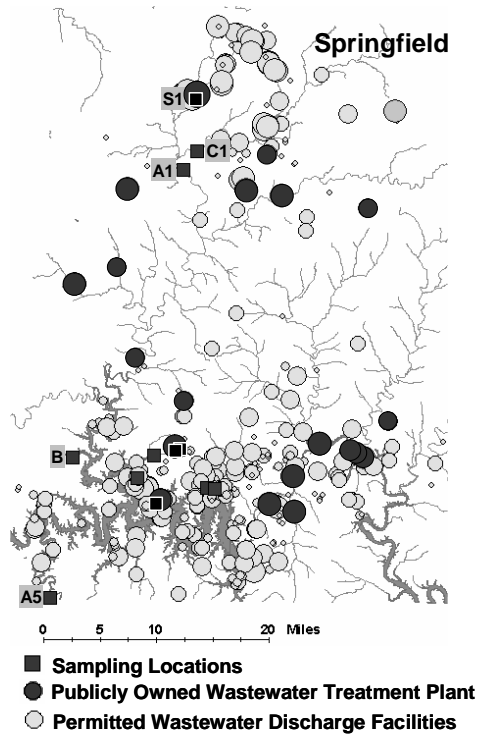 Springfield
S1
C1
A1
B
A5
0 5 10 20 Miles
Sampling Locations
Publicly Owned Wastewater Treatment Plant
Permitted Wastewater Discharge Facilities